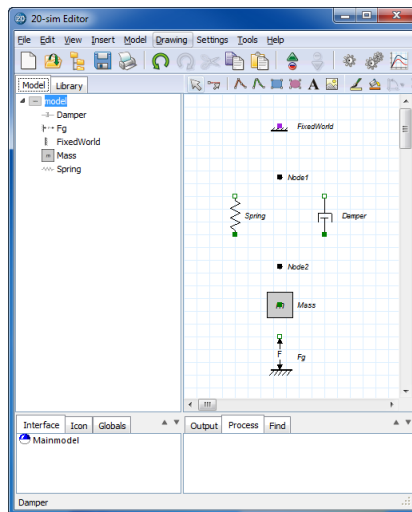 20 20-sim Editor
File Edit View Insert Model Drawing Settings Tools Help
Model Library
A
model
Damper
Fg
FixedWorld
Mass
Spring
FixedWorld
Node1
Spring
Damper
Node2
Mass
F
Fg
Interface Icon Globals
Output Process Find
Mainmodel
Damper